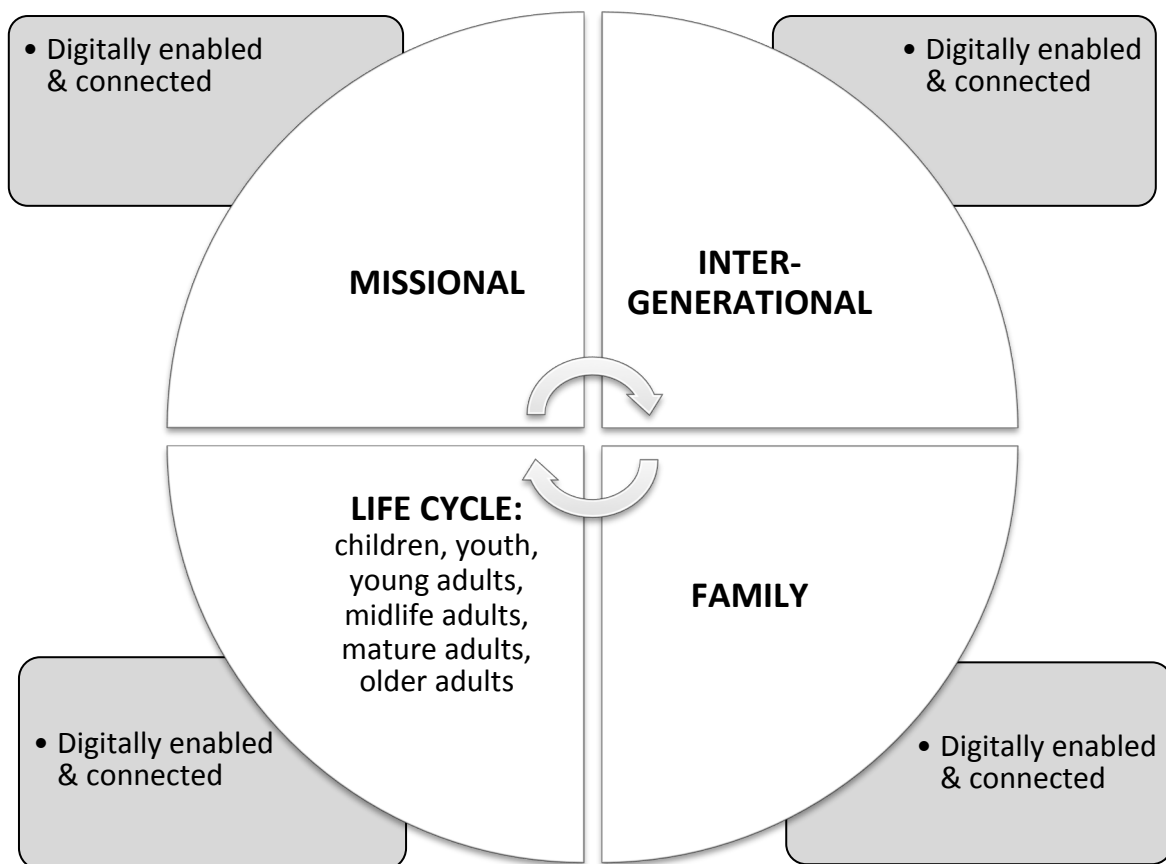 • Digitally enabled
& connected
• Digitally enabled
& connected
MISSIONAL
INTER-
GENERATIONAL
LIFE CYCLE:
children, youth,
young adults,
midlife adults,
mature adults,
older adults
FAMILY
• Digitally enabled
& connected
• Digitally enabled
& connected